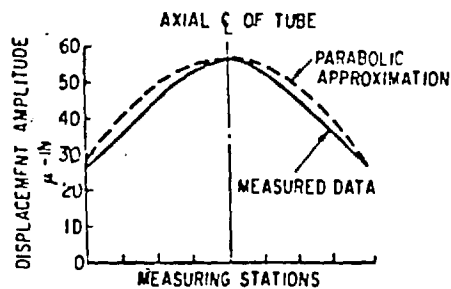 AXIAL ℄ OF TUBE
DISPLACEMENT AMPLITUDE
μ-IN
60
50
40
30
20
10
0
PARABOLIC
APPROXIMATION
MEASURED DATA
MEASURING STATIONS